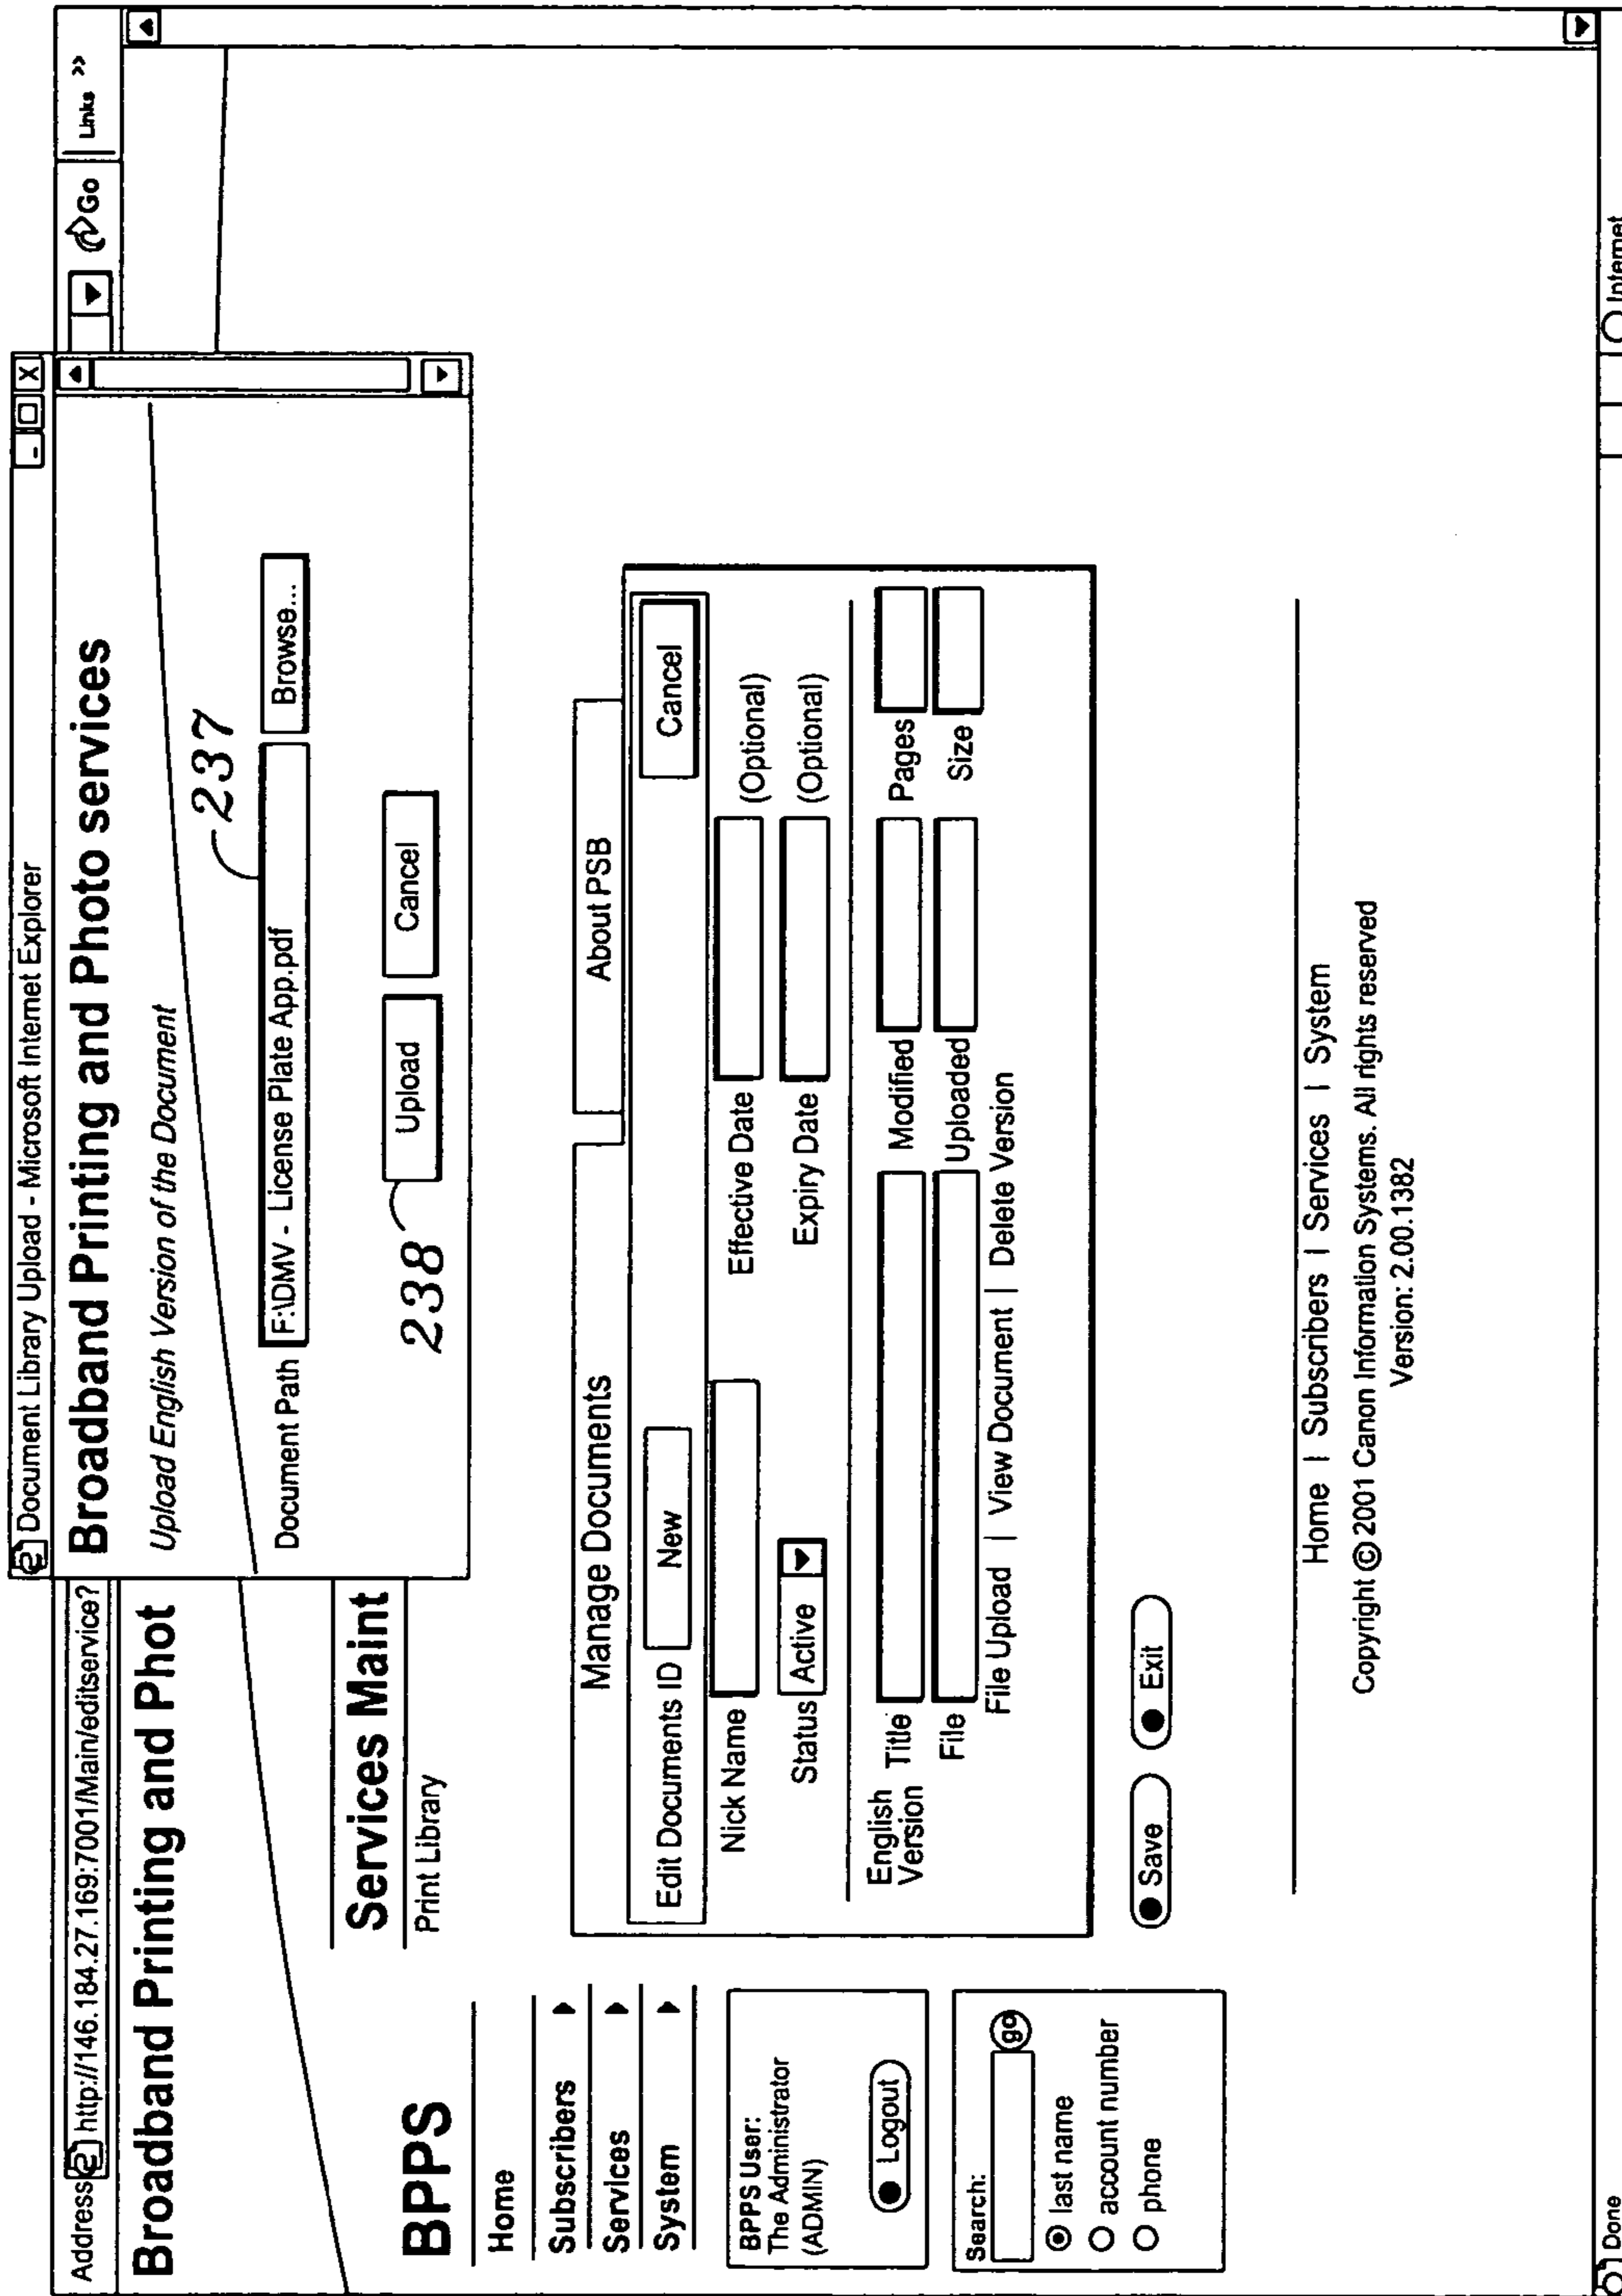 Document Library Upload - Microsoft Internet Explorer
Broadband Printing and Photo services
Upload English Version of the Document
237
Document Path F:\DMV - License Plate App.pdf Browse...
238 Upload Cancel
Address http://146.184.27.169:7001/Main/editservice? Go Links >>
Broadband Printing and Phot
Services Maint
Print Library
BPPS
Home
Subscribers
Services
System
BPPS User:
The Administrator
(ADMIN)
Logout
Search:
go
last name
account number
phone
Manage Documents About PSB
Edit Documents ID New Cancel
Nick Name Effective Date (Optional)
Status Active Expiry Date (Optional)
English
Version
Title Modified Pages
File Uploaded Size
File Upload | View Document | Delete Version
Save Exit
Home | Subscribers | Services | System
Copyright © 2001 Canon Information Systems. All rights reserved
Version: 2.00.1382
Done Internet